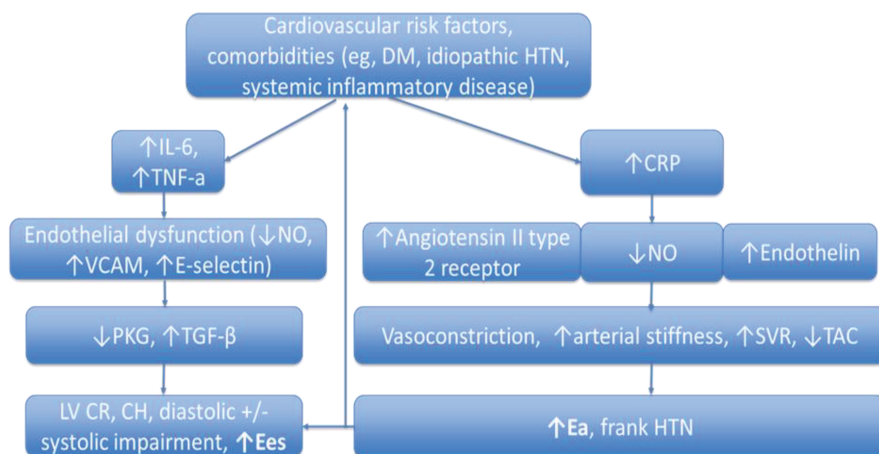 Cardiovascular risk factors,
comorbidities (eg, DM, idiopathic HTN,
systemic inflammatory disease)
↑IL-6,
↑TNF-a
↑CRP
Endothelial dysfunction (↓NO,
↑VCAM, ↑E-selectin)
↑Angiotensin II type
2 receptor
↓NO
↑Endothelin
↓PKG, ↑TGF-β
Vasoconstriction, ↑arterial stiffness, ↑SVR, ↓TAC
LV CR, CH, diastolic +/-
systolic impairment, ↑Ees
↑Ea, frank HTN